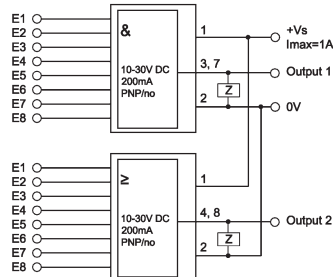 E1
E2
E3
E4
E5
E6
E7
E8
&
10-30V DC
200mA
PNP/no
1
3, 7
2
Z
+Vs
Imax=1A
Output 1
0V
E1
E2
E3
E4
E5
E6
E7
E8
≥
10-30V DC
200mA
PNP/no
1
4, 8
2
Z
Output 2